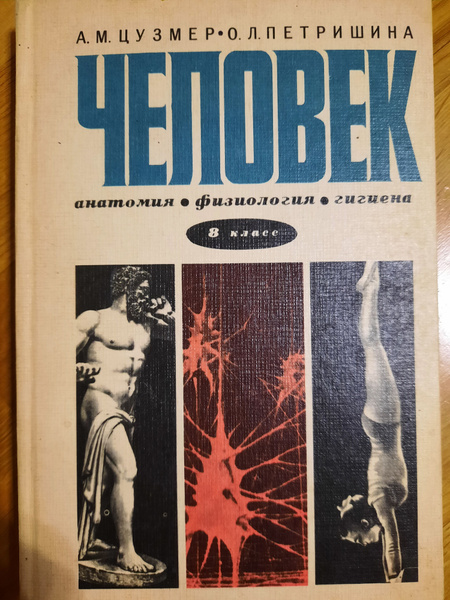 А.М.ЦУЗМЕР•О.Л.ПЕТРИШИНА
ЧЕЛОВЕК
анатомия • физиология • гигиена
8 класс